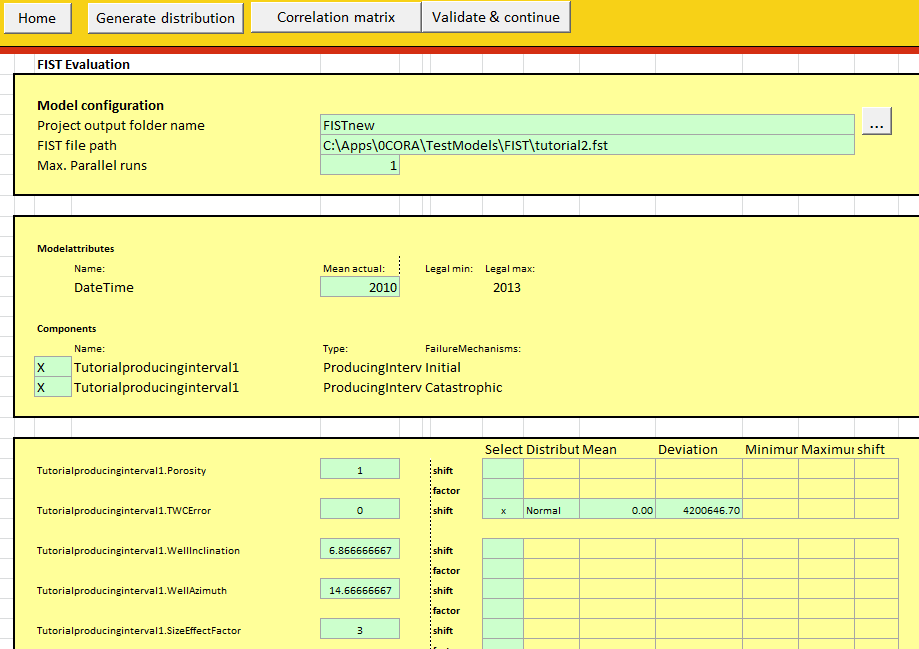 Home Generate distribution Correlation matrix Validate & continue
FIST Evaluation
Model configuration
Project output folder name FISTnew ...
FIST file path C:\Apps\0CORA\TestModels\FIST\tutorial2.fst
Max. Parallel runs 1
Modelattributes
Name: Mean actual: Legal min: Legal max:
DateTime 2010 2013
Components
Name: Type: FailureMechanisms:
X Tutorialproducinginterval1 ProducingInterv Initial
X Tutorialproducinginterval1 ProducingInterv Catastrophic
Select Distribut Mean Deviation Minimur Maximur shift
Tutorialproducinginterval1.Porosity 1 shift
factor
Tutorialproducinginterval1.TWCError 0 shift x Normal 0.00 4200646.70
Tutorialproducinginterval1.WellInclination 6.866666667 shift
factor
Tutorialproducinginterval1.WellAzimuth 14.66666667 shift
factor
Tutorialproducinginterval1.SizeEffectFactor 3 shift